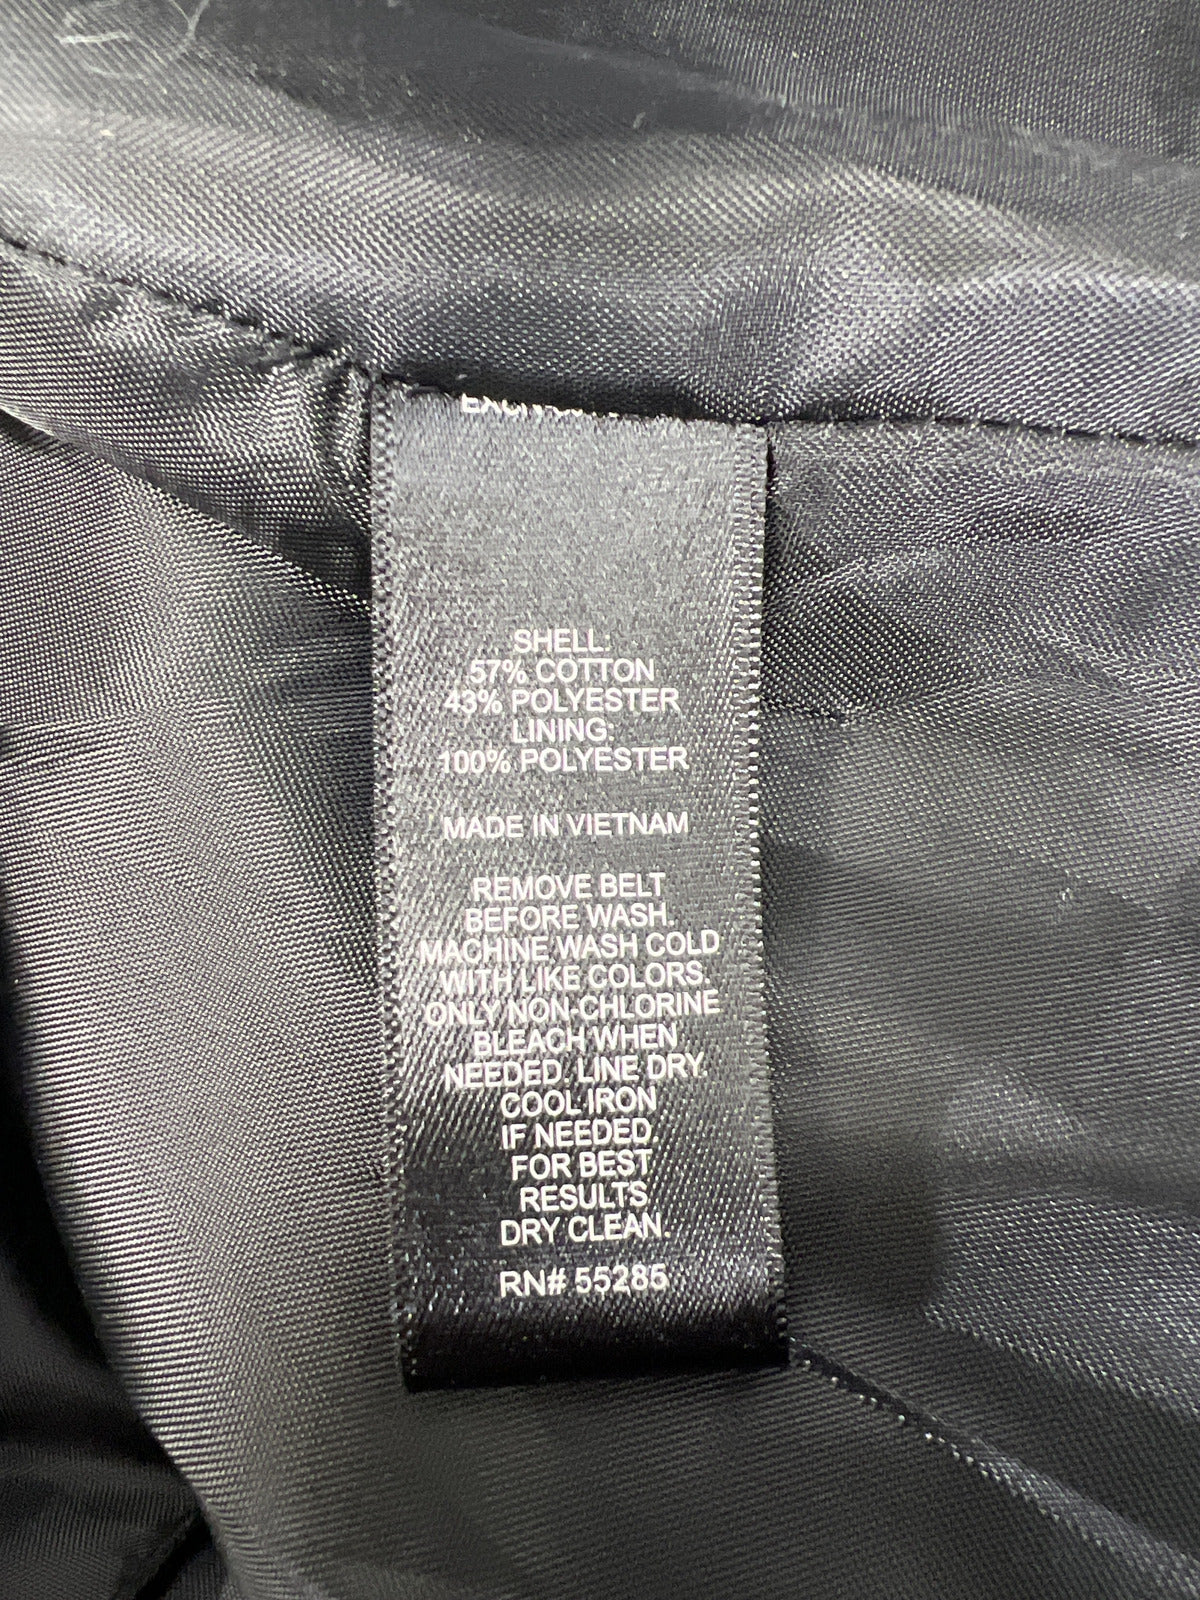 SHELL:
57% COTTON
43% POLYESTER
LINING:
100% POLYESTER
MADE IN VIETNAM
REMOVE BELT
BEFORE WASH.
MACHINE WASH COLD
WITH LIKE COLORS.
ONLY NON-CHLORINE
BLEACH WHEN
NEEDED. LINE DRY.
COOL IRON
IF NEEDED.
FOR BEST
RESULTS
DRY CLEAN.
RN# 55285